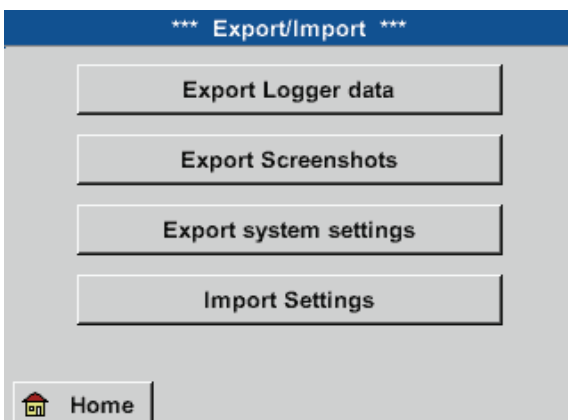 *** Export/Import ***
Export Logger data
Export Screenshots
Export system settings
Import Settings
Home